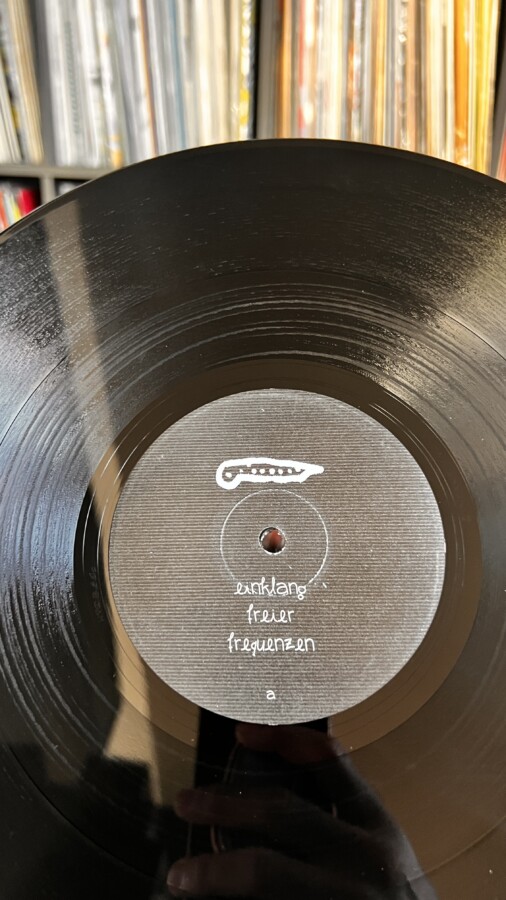 einklang
freier
frequenzen
a